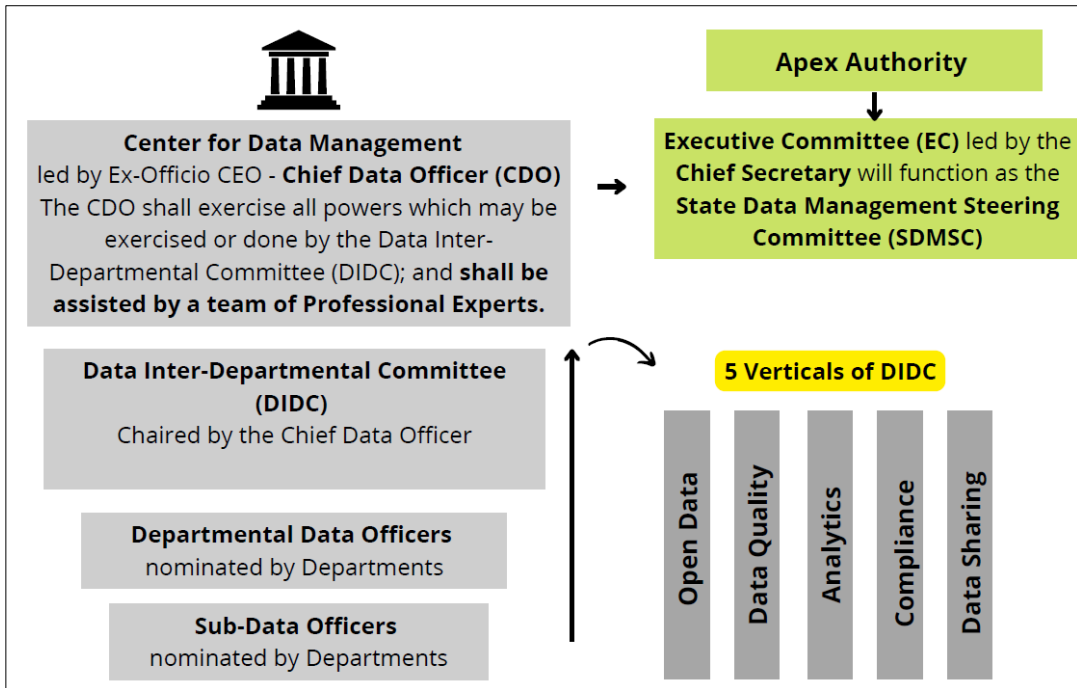 Apex Authority
Center for Data Management
led by Ex-Officio CEO - Chief Data Officer (CDO)
The CDO shall exercise all powers which may be
exercised or done by the Data Inter-
Departmental Committee (DIDC); and shall be
assisted by a team of Professional Experts.
Executive Committee (EC) led by the
Chief Secretary will function as the
State Data Management Steering
Committee (SDMSC)
Data Inter-Departmental Committee
(DIDC)
Chaired by the Chief Data Officer
Departmental Data Officers
nominated by Departments
Sub-Data Officers
nominated by Departments
5 Verticals of DIDC
Open Data
Data Quality
Analytics
Compliance
Data Sharing